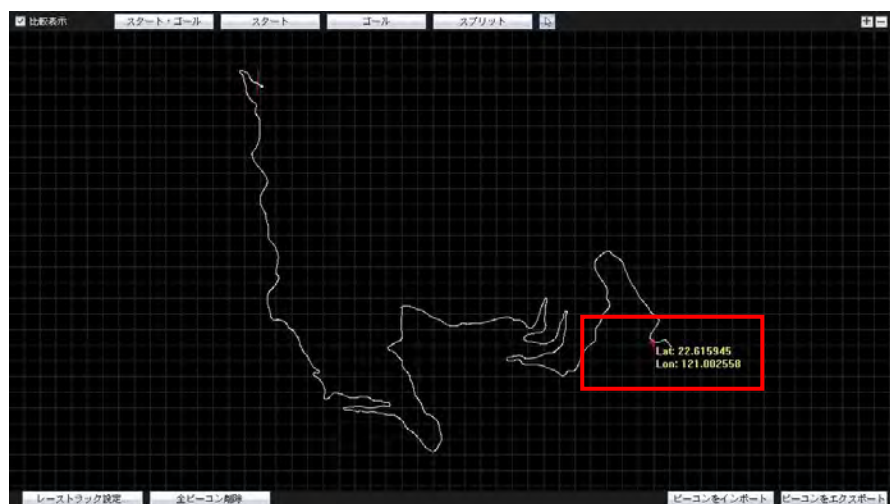 比較表示
スタート・ゴール
スタート
ゴール
スプリット
Lat: 22.615945
Lon: 121.002558
レーストラック設定...
全ビーコン削除
ビーコンをインポート
ビーコンをエクスポート